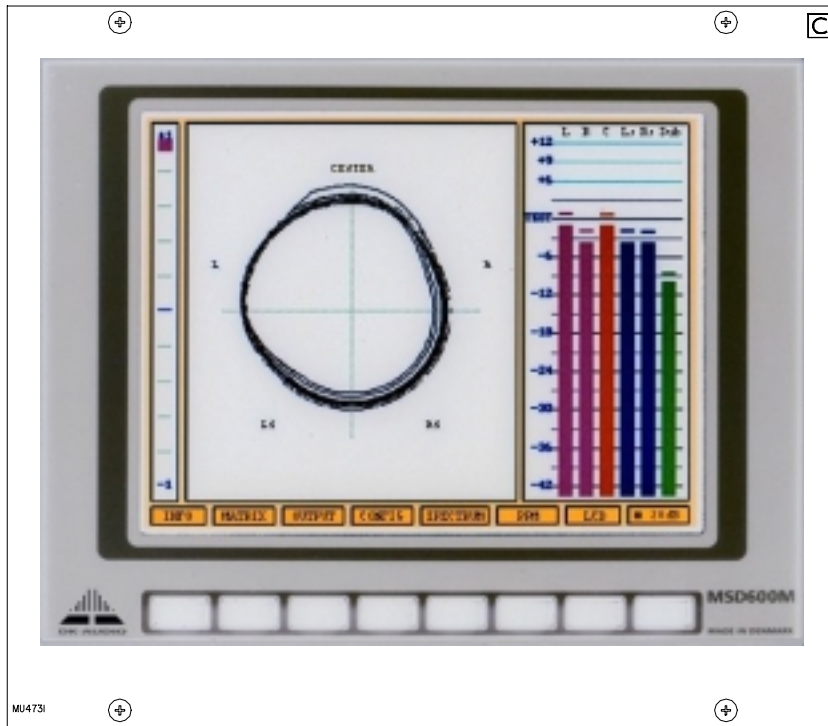 C
+1
L R C Ls Rs Sub
+12
+9
+6
CENTER
TEST
L
R
-6
-12
-18
-24
-30
-36
-42
-1
LS
RS
INFO
MATRIX
OUTPUT
CONFIG
SPECTRUM
PPM
LCD
MSD600M
DK AUDIO
MADE IN DENMARK
MU473I